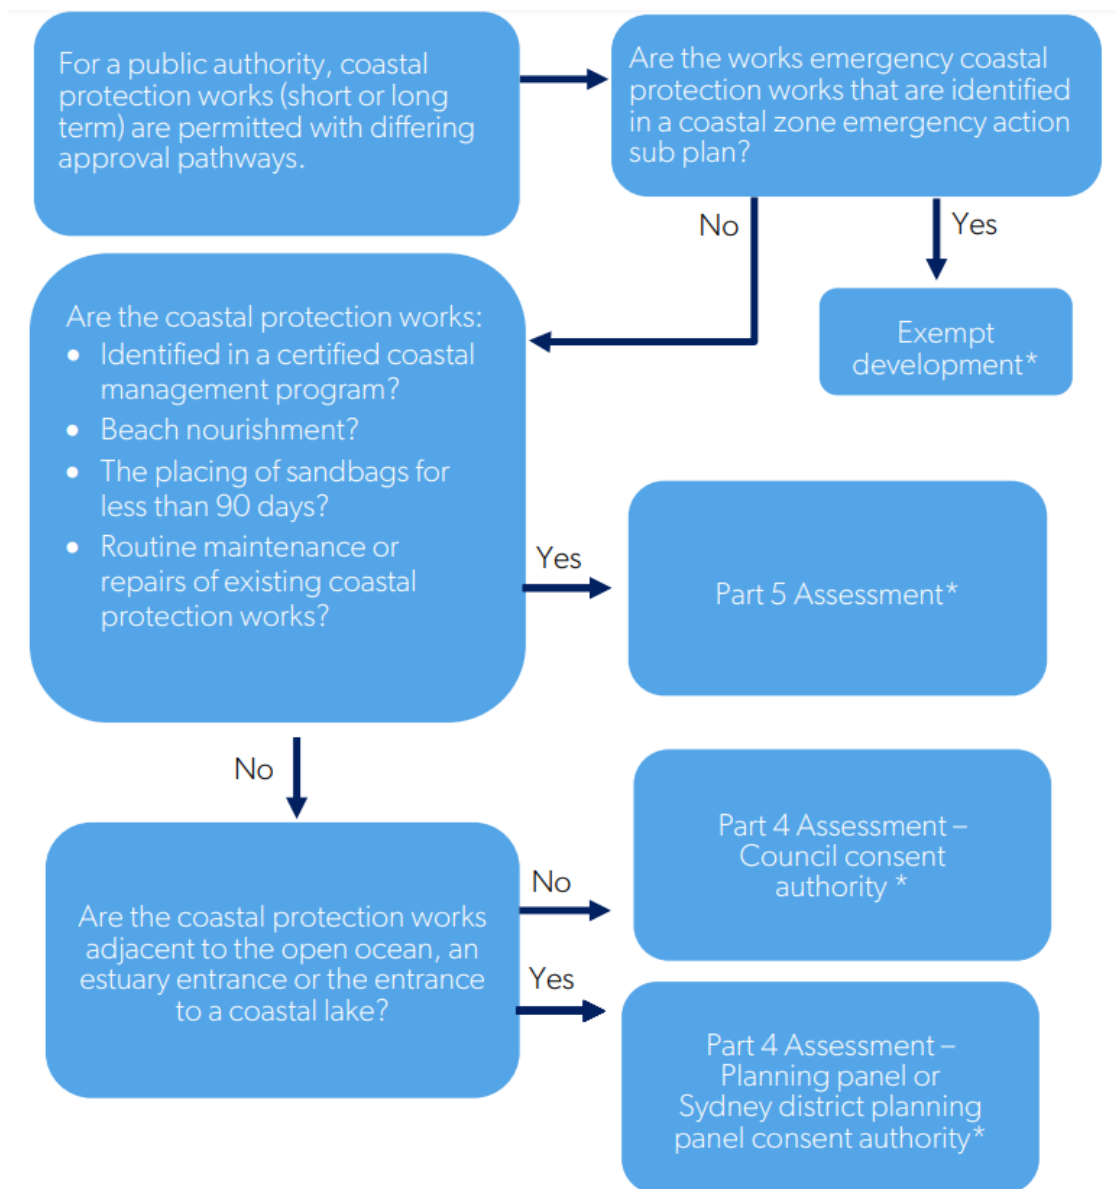 For a public authority, coastal
protection works (short or long
term) are permitted with differing
approval pathways.
Are the works emergency coastal
protection works that are identified
in a coastal zone emergency action
sub plan?
No
Yes
Exempt
development*
Are the coastal protection works:
• Identified in a certified coastal
management program?
• Beach nourishment?
• The placing of sandbags for
less than 90 days?
• Routine maintenance or
repairs of existing coastal
protection works?
Yes
Part 5 Assessment*
No
Are the coastal protection works
adjacent to the open ocean, an
estuary entrance or the entrance
to a coastal lake?
No
Part 4 Assessment –
Council consent
authority *
Yes
Part 4 Assessment –
Planning panel or
Sydney district planning
panel consent authority*